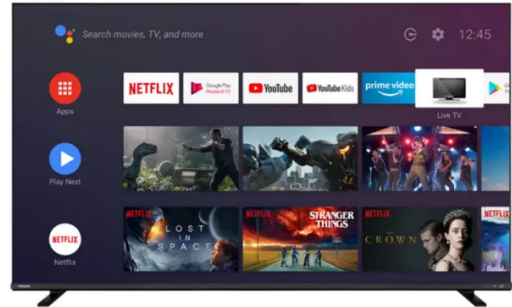 Search movies, TV, and more
12:45
Apps
NETFLIX
Google Play
Movies & TV
YouTube
YouTube Kids
prime video
Live TV
Play Next
NETFLIX
Netflix
NETFLIX
LOST
IN
SPACE
NETFLIX
STRANGER
THINGS
NETFLIX
CROWN
NETFLIX